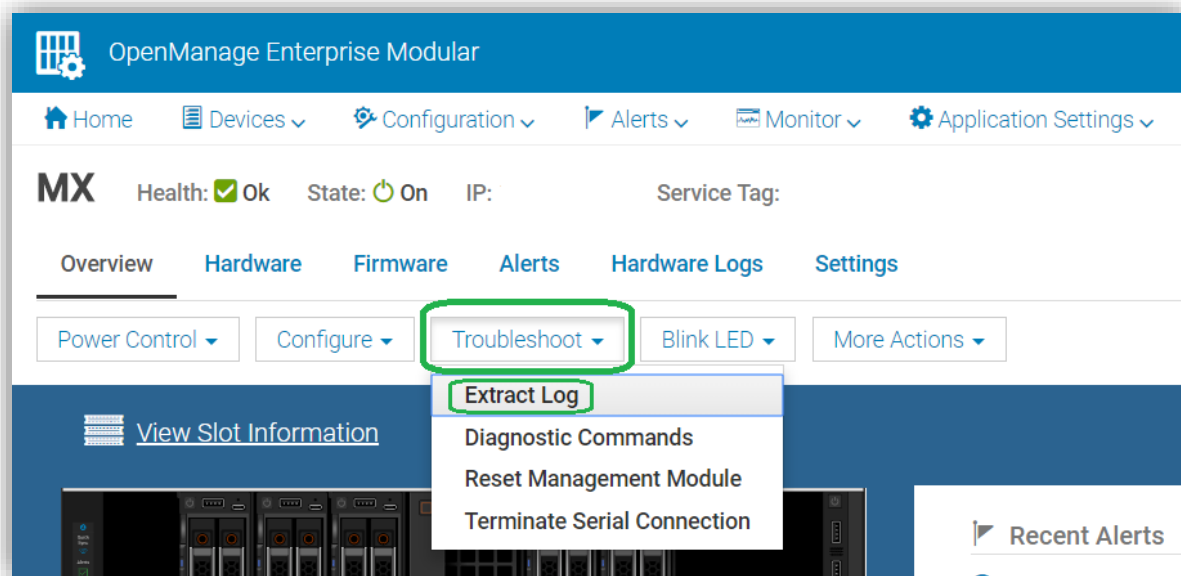 OpenManage Enterprise Modular
Home Devices Configuration Alerts Monitor Application Settings
MX Health: Ok State: On IP: Service Tag:
Overview Hardware Firmware Alerts Hardware Logs Settings
Power Control Configure Troubleshoot Blink LED More Actions
Extract Log
View Slot Information
Diagnostic Commands
Reset Management Module
Terminate Serial Connection
Recent Alerts